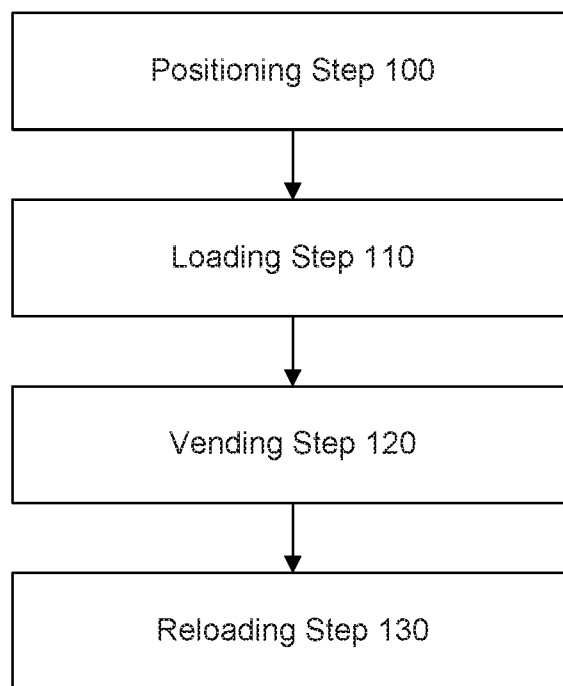 Positioning Step 100
Loading Step 110
Vending Step 120
Reloading Step 130